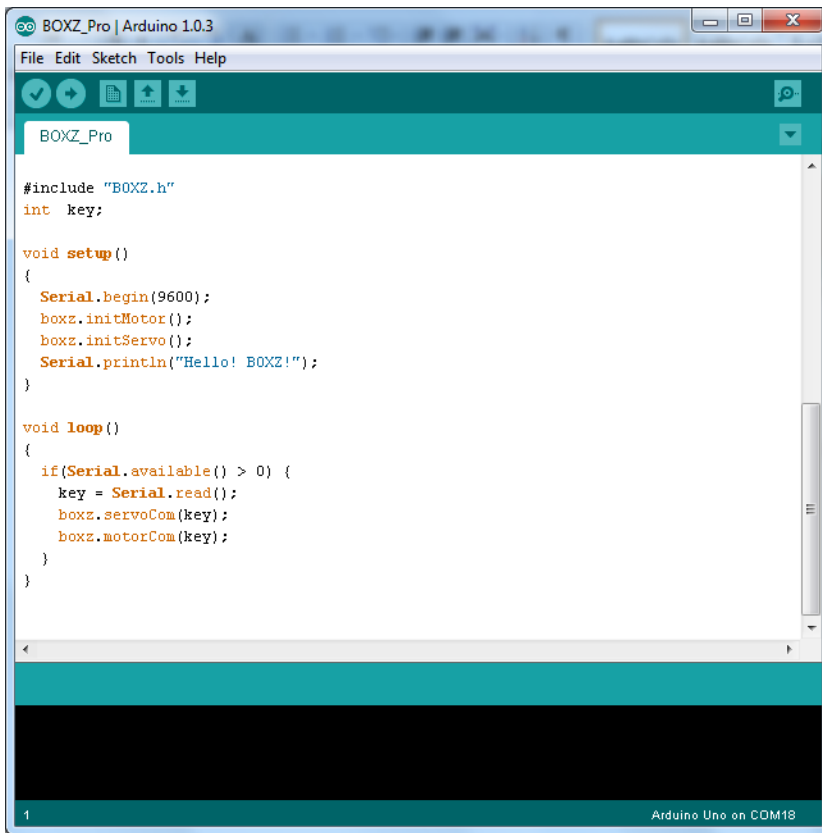 BOXZ_Pro | Arduino 1.0.3
File Edit Sketch Tools Help
BOXZ_Pro
#include "BOXZ.h"
int  key;
void setup()
{
  Serial.begin(9600);
  boxz.initMotor();
  boxz.initServo();
  Serial.println("Hello! BOXZ!");
}
void loop()
{
  if(Serial.available() > 0) {
    key = Serial.read();
    boxz.servoCom(key);
    boxz.motorCom(key);
  }
}
1
Arduino Uno on COM18